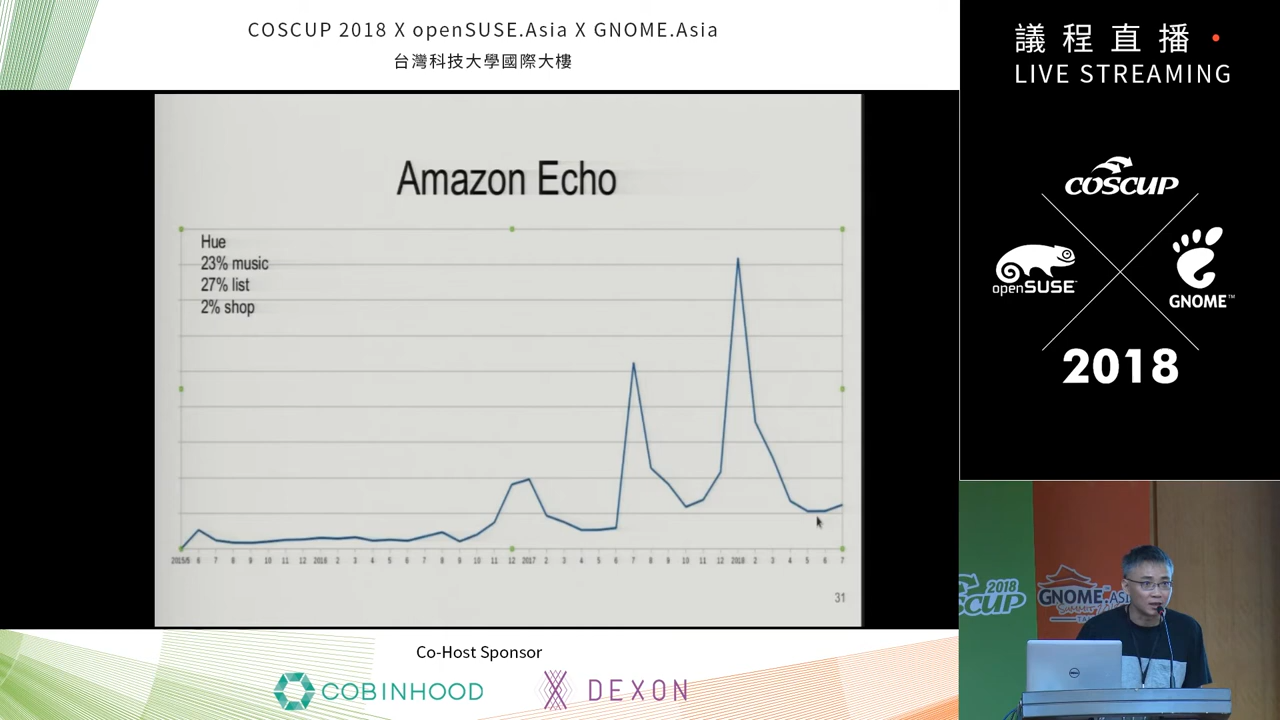 COSCUP 2018 X openSUSE.Asia X GNOME.Asia
台灣科技大學國際大樓
議程直播
LIVE STREAMING
COSCUP
openSUSE
GNOME
2018
Amazon Echo
Hue
23% music
27% list
2% shop
2015/5 6 7 8 9 10 11 12 2016 2 3 4 5 6 7 8 9 10 11 12 2017 2 3 4 5 6 7 8 9 10 11 12 2018 2 3 4 5 6 7
31
2018
GNOME.ASI
Co-Host Sponsor
COBINHOOD
DEXON